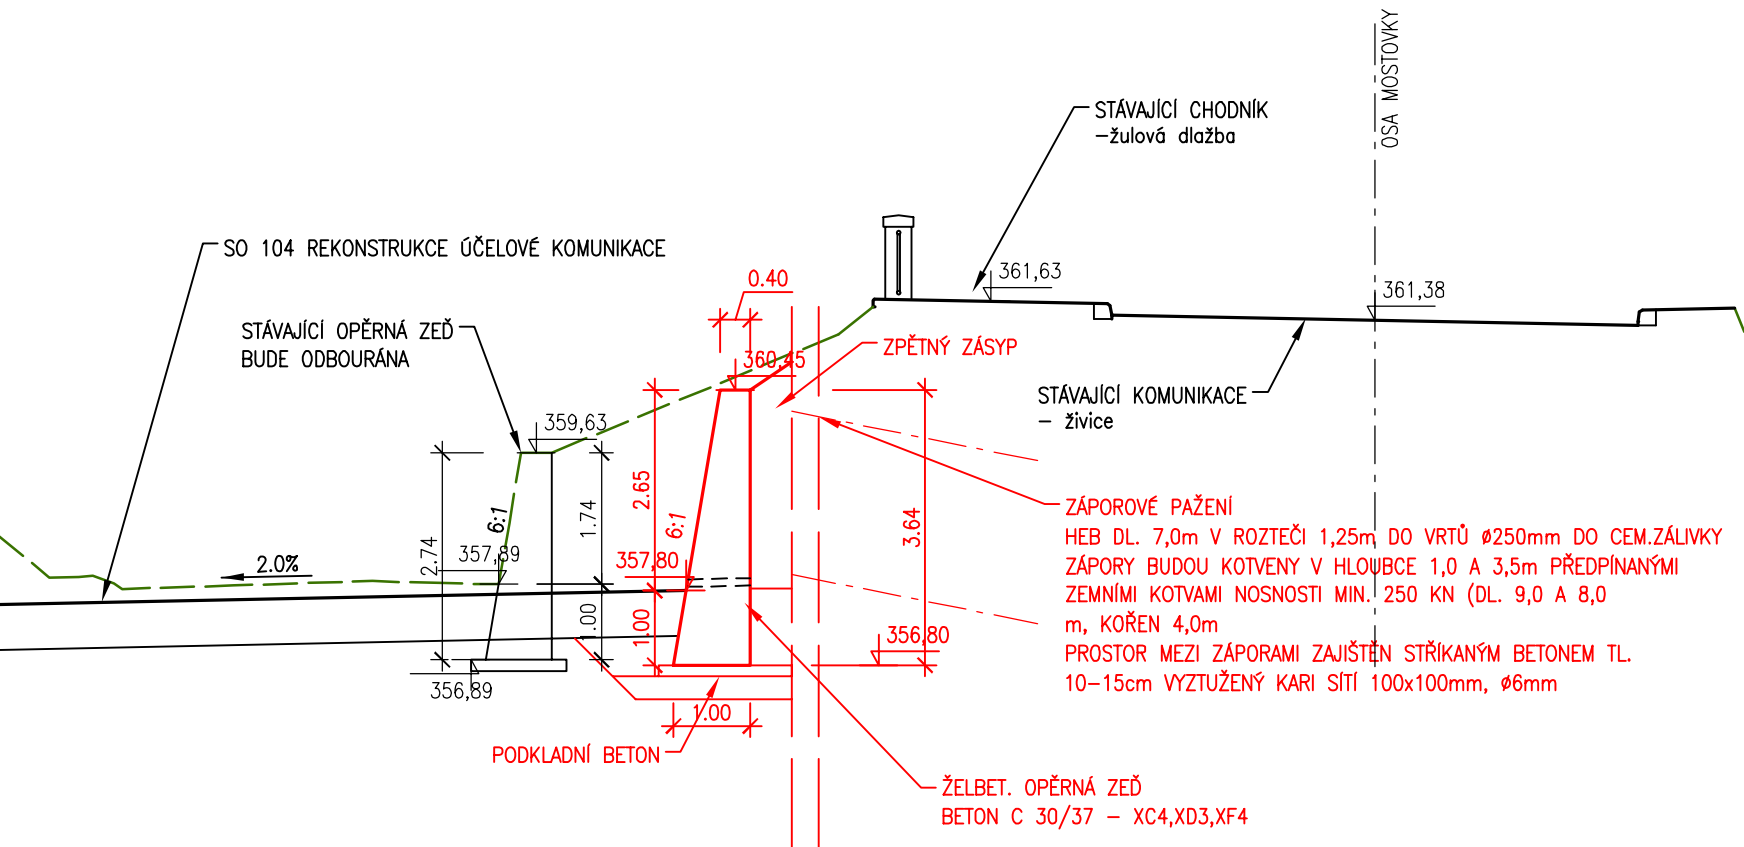 OSA MOSTOVKY
STÁVAJÍCÍ CHODNÍK
-žulová dlažba
SO 104 REKONSTRUKCE ÚČELOVÉ KOMUNIKACE
361,63
0.40
361,38
STÁVAJÍCÍ OPĚRNÁ ZEĎ
BUDE ODBOURÁNA
ZPĚTNÝ ZÁSYP
360,45
STÁVAJÍCÍ KOMUNIKACE
- živice
359,63
2.65
6:1
3.64
1.74
6:1
2.74
357,89
357,80
2.0%
ZÁPOROVÉ PAŽENÍ
HEB DL. 7,0m V ROZTEČI 1,25m DO VRTŮ ø250mm DO CEM.ZÁLIVKY
ZÁPORY BUDOU KOTVENY V HLOUBCE 1,0 A 3,5m PŘEDPÍNANÝMI
ZEMNÍMI KOTVAMI NOSNOSTI MIN. 250 KN (DL. 9,0 A 8,0
m, KOŘEN 4,0m
PROSTOR MEZI ZÁPORAMI ZAJIŠTĚN STŘÍKANÝM BETONEM TL.
10-15cm VYZTUŽENÝ KARI SÍTÍ 100x100mm, ø6mm
1.00
1.00
356,80
356,89
1.00
PODKLADNÍ BETON
ŽELBET. OPĚRNÁ ZEĎ
BETON C 30/37 - XC4,XD3,XF4